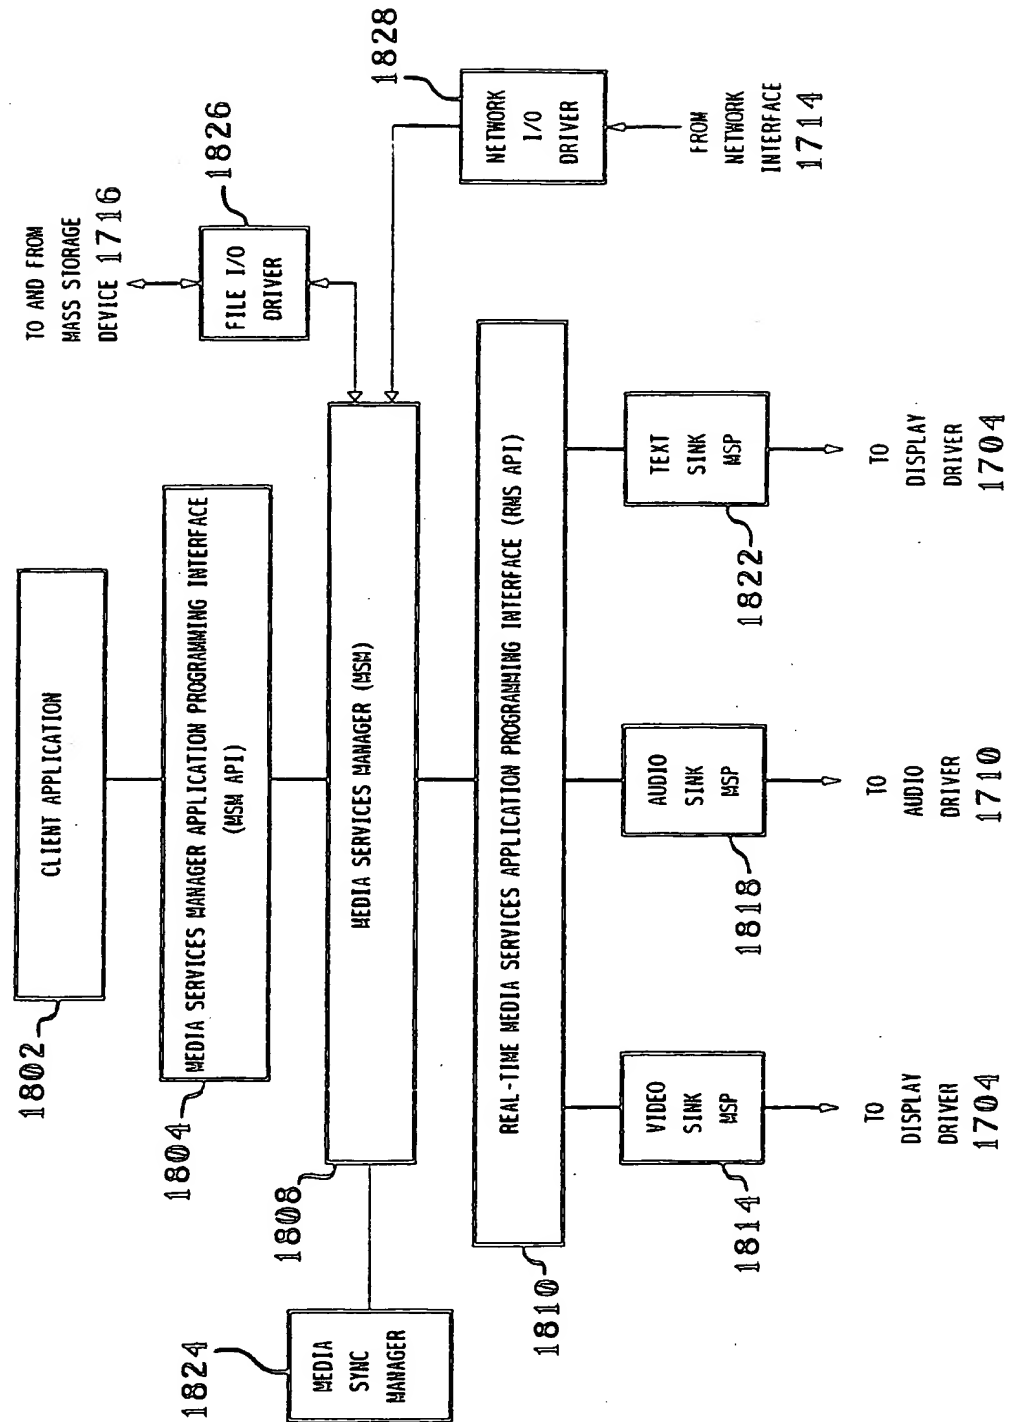 1802
CLIENT APPLICATION
1804
MEDIA SERVICES MANAGER APPLICATION PROGRAMMING INTERFACE
(MSM API)
1824
MEDIA
SYNC
MANAGER
1808
MEDIA SERVICES MANAGER (MSM)
TO AND FROM
MASS STORAGE
DEVICE 1716
1826
FILE I/O
DRIVER
1828
NETWORK
I/O
DRIVER
FROM
NETWORK
INTERFACE
1714
1810
REAL-TIME MEDIA SERVICES APPLICATION PROGRAMMING INTERFACE (RMS API)
1814
VIDEO
SINK
MSP
TO
DISPLAY
DRIVER
1704
1818
AUDIO
SINK
MSP
TO
AUDIO
DRIVER
1710
1822
TEXT
SINK
MSP
TO
DISPLAY
DRIVER
1704